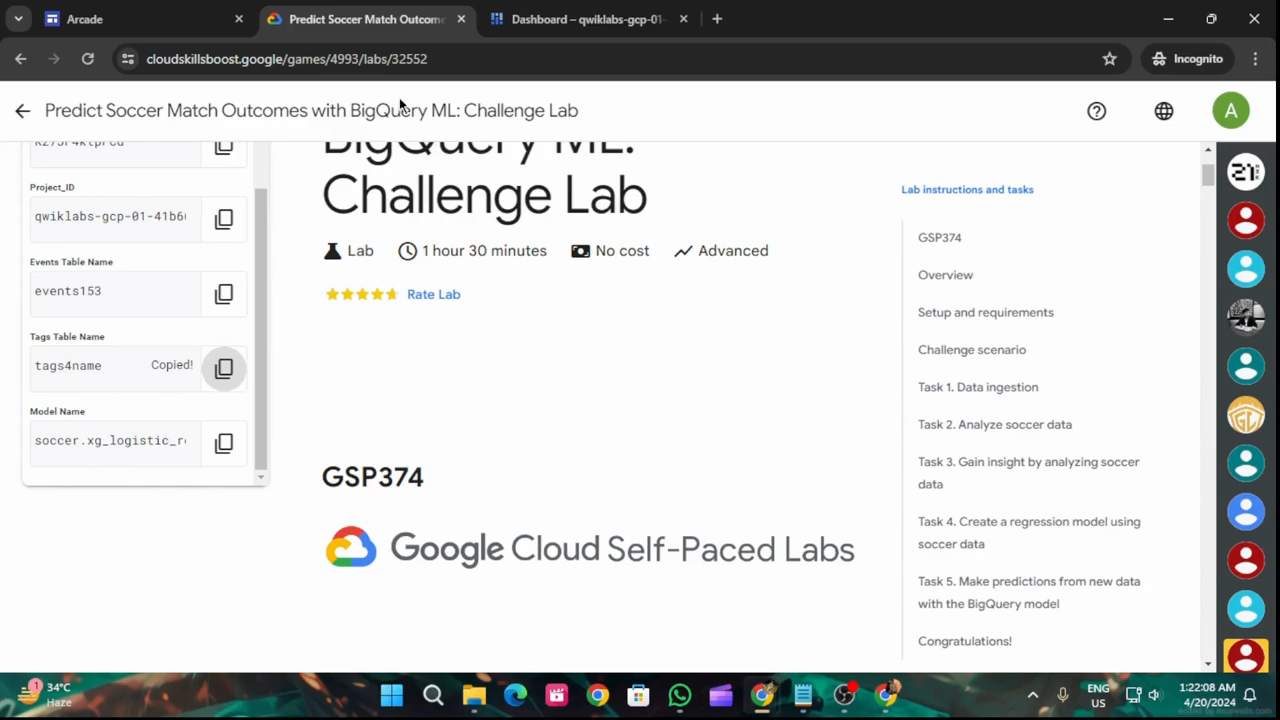 Arcade
Predict Soccer Match Outcome
Dashboard – qwiklabs-gcp-01-
cloudskillsboost.google/games/4993/labs/32552
Incognito
Predict Soccer Match Outcomes with BigQuery ML: Challenge Lab
A
Project_ID
qwiklabs-gcp-01-41b6
Events Table Name
events153
Tags Table Name
tags4name
Copied!
Model Name
soccer.xg_logistic_r
BigQuery ML:
Challenge Lab
Lab
1 hour 30 minutes
No cost
Advanced
Rate Lab
GSP374
Google Cloud Self-Paced Labs
Lab instructions and tasks
GSP374
Overview
Setup and requirements
Challenge scenario
Task 1. Data ingestion
Task 2. Analyze soccer data
Task 3. Gain insight by analyzing soccer
data
Task 4. Create a regression model using
soccer data
Task 5. Make predictions from new data
with the BigQuery model
Congratulations!
1
34°C
Haze
ENG
US
1:22:08 AM
4/20/2024